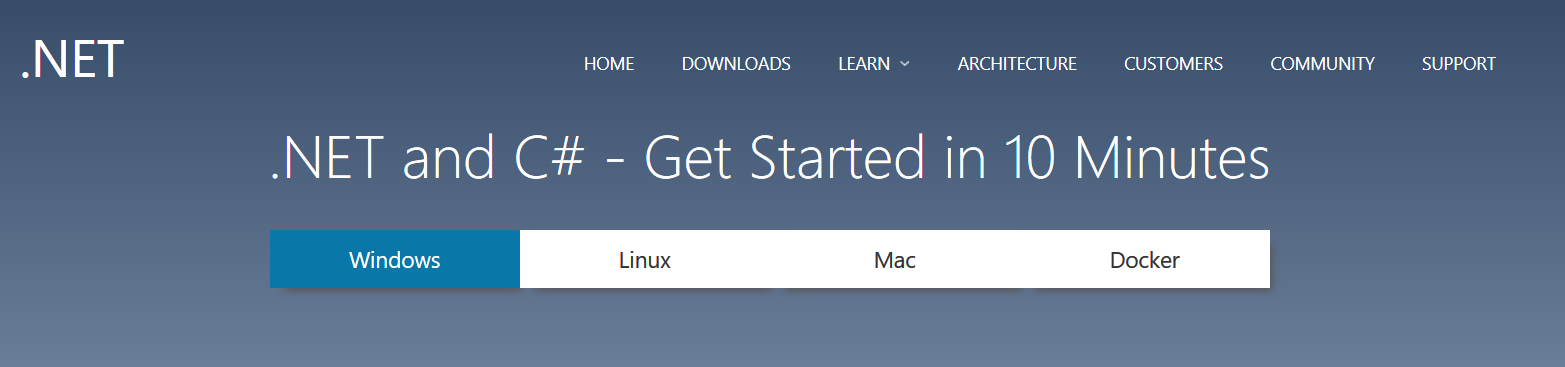 .NET
HOME DOWNLOADS LEARN ARCHITECTURE CUSTOMERS COMMUNITY SUPPORT
.NET and C# - Get Started in 10 Minutes
Windows Linux Mac Docker